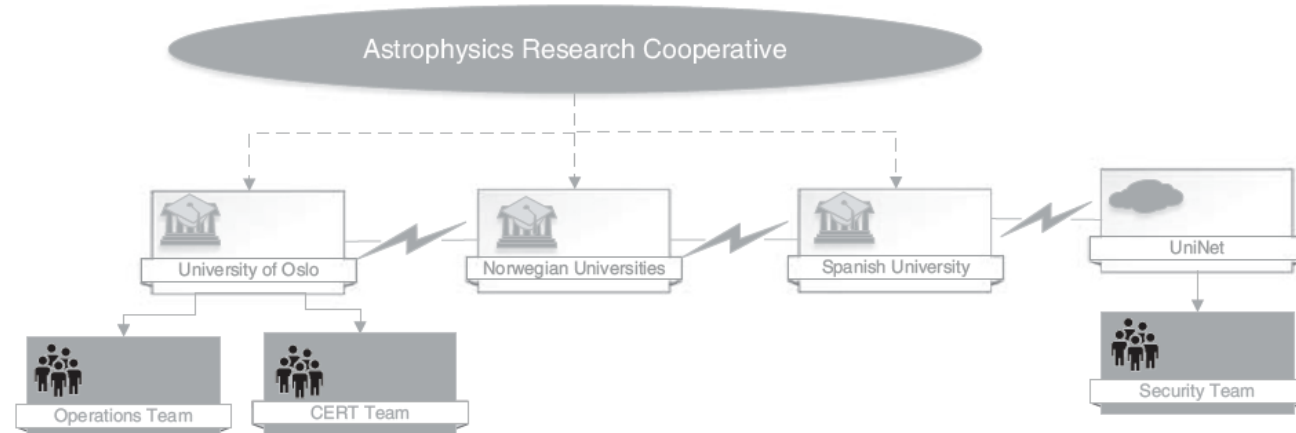 Astrophysics Research Cooperative
University of Oslo
Norwegian Universities
Spanish University
UniNet
Operations Team
CERT Team
Security Team